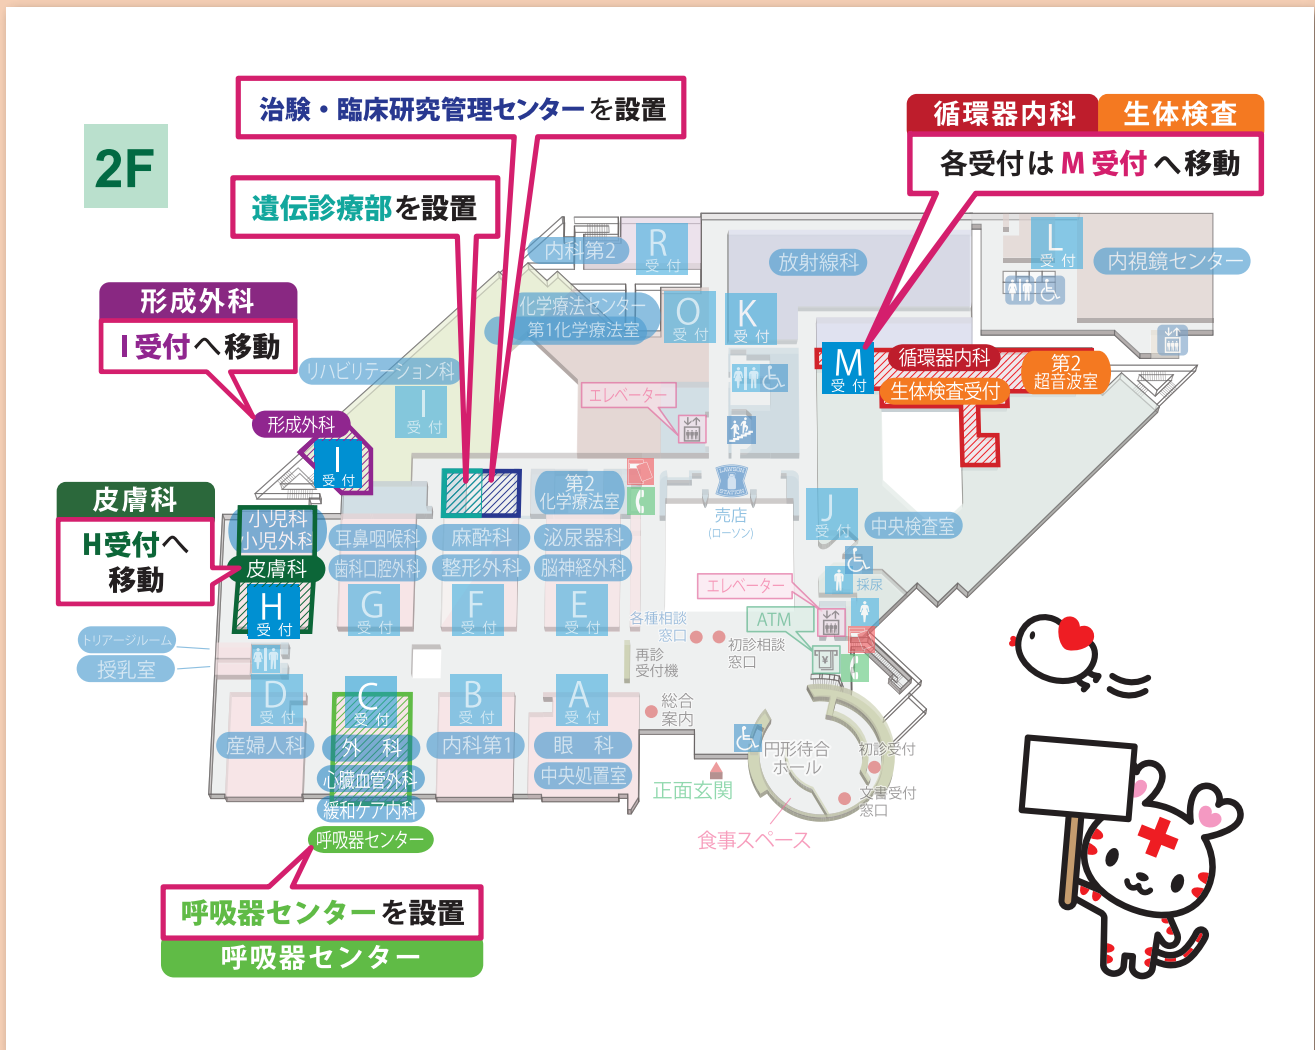 2F
治験・臨床研究管理センターを設置
遺伝診療部を設置
循環器内科
生体検査
各受付はM受付へ移動
形成外科
I受付へ移動
皮膚科
H受付へ
移動
内科第2
R
受付
放射線科
L
受付
内視鏡センター
化学療法センター
第1化学療法室
O
受付
K
受付
M
受付
循環器内科
生体検査受付
第2
超音波室
リハビリテーション科
I
受付
エレベーター
形成外科
I
受付
第2
化学療法室
LAWSON
STATION
売店
(ローソン)
J
受付
中央検査室
小児科
小児外科
皮膚科
H
受付
耳鼻咽喉科
歯科口腔外科
G
受付
麻酔科
整形外科
F
受付
泌尿器科
脳神経外科
E
受付
エレベーター
採尿
ATM
¥
各種相談
窓口
初診相談
窓口
再診
受付機
総合
案内
トリアージルーム
授乳室
D
受付
産婦人科
C
受付
外科
心臓血管外科
緩和ケア内科
呼吸器センター
B
受付
内科第1
A
受付
眼科
中央処置室
正面玄関
円形待合
ホール
初診受付
文書受付
窓口
食事スペース
呼吸器センターを設置
呼吸器センター